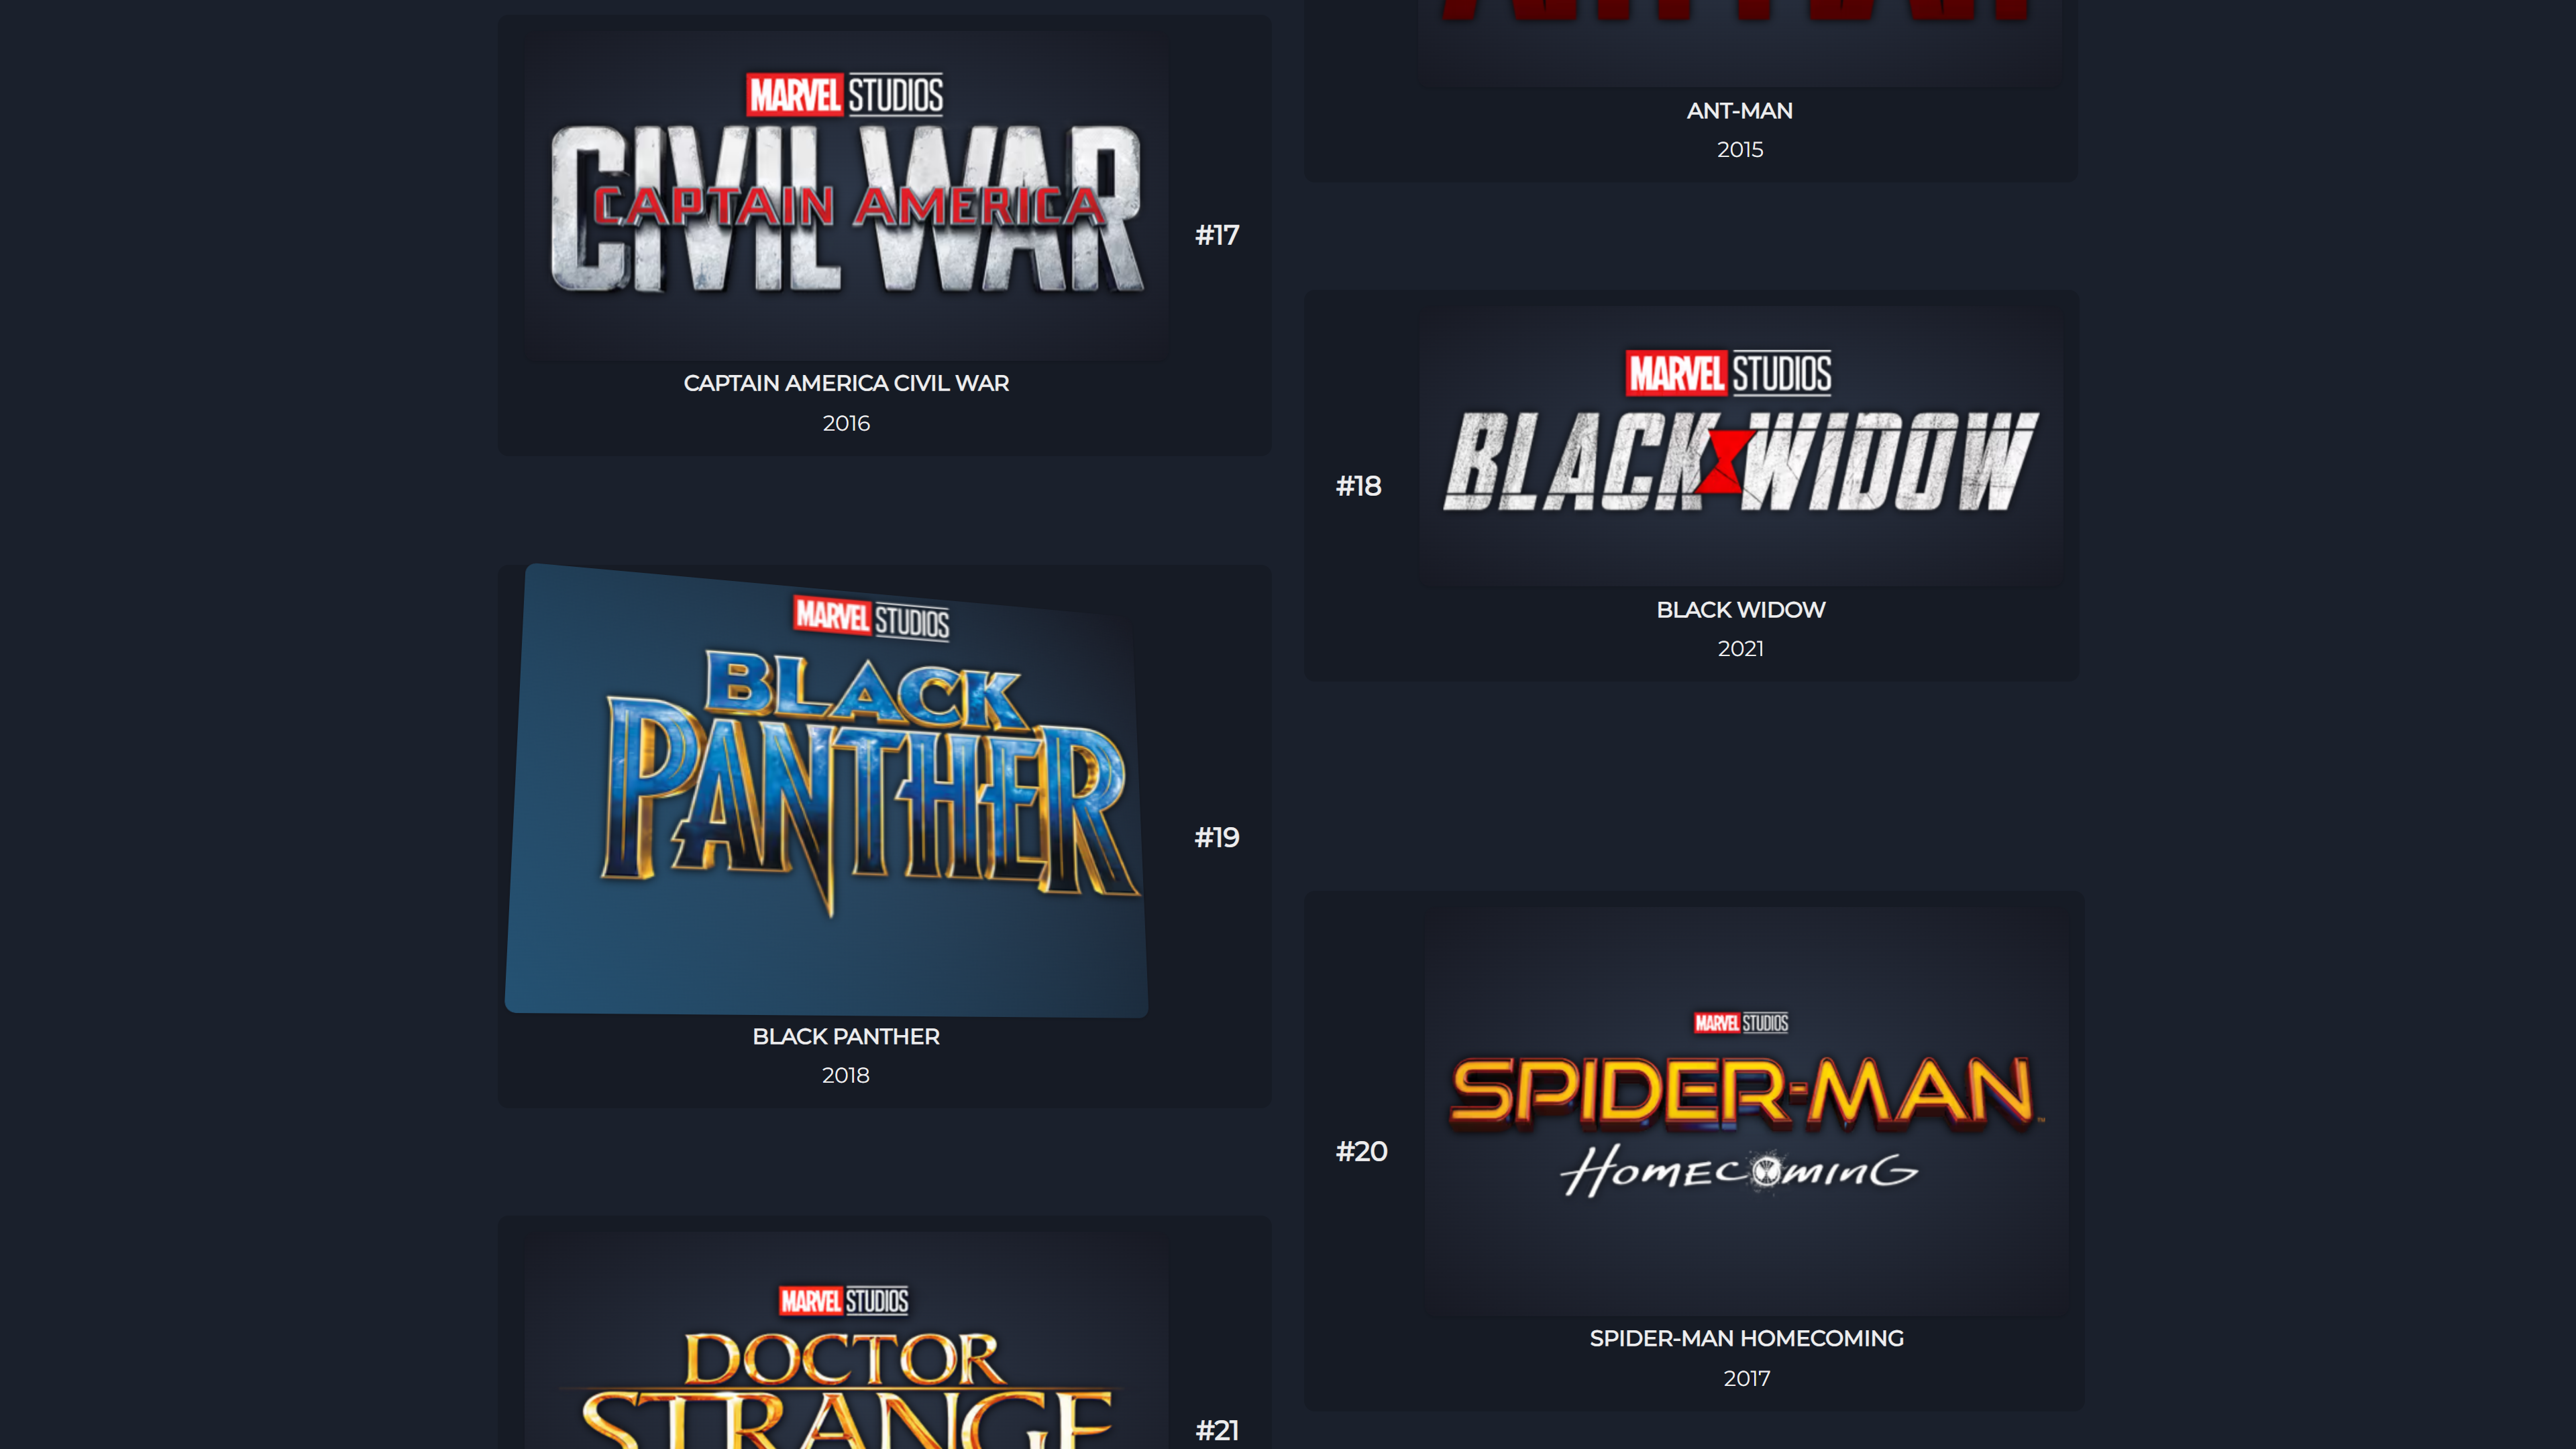 ANT-MAN
2015
MARVEL STUDIOS
CIVIL WAR
CAPTAIN AMERICA
#17
CAPTAIN AMERICA CIVIL WAR
2016
MARVEL STUDIOS
BLACK WIDOW
#18
BLACK WIDOW
2021
MARVEL STUDIOS
BLACK
PANTHER
#19
BLACK PANTHER
2018
MARVEL STUDIOS
SPIDER-MAN™
HOMECOMING
#20
SPIDER-MAN HOMECOMING
2017
MARVEL STUDIOS
DOCTOR
STRANGE
#21